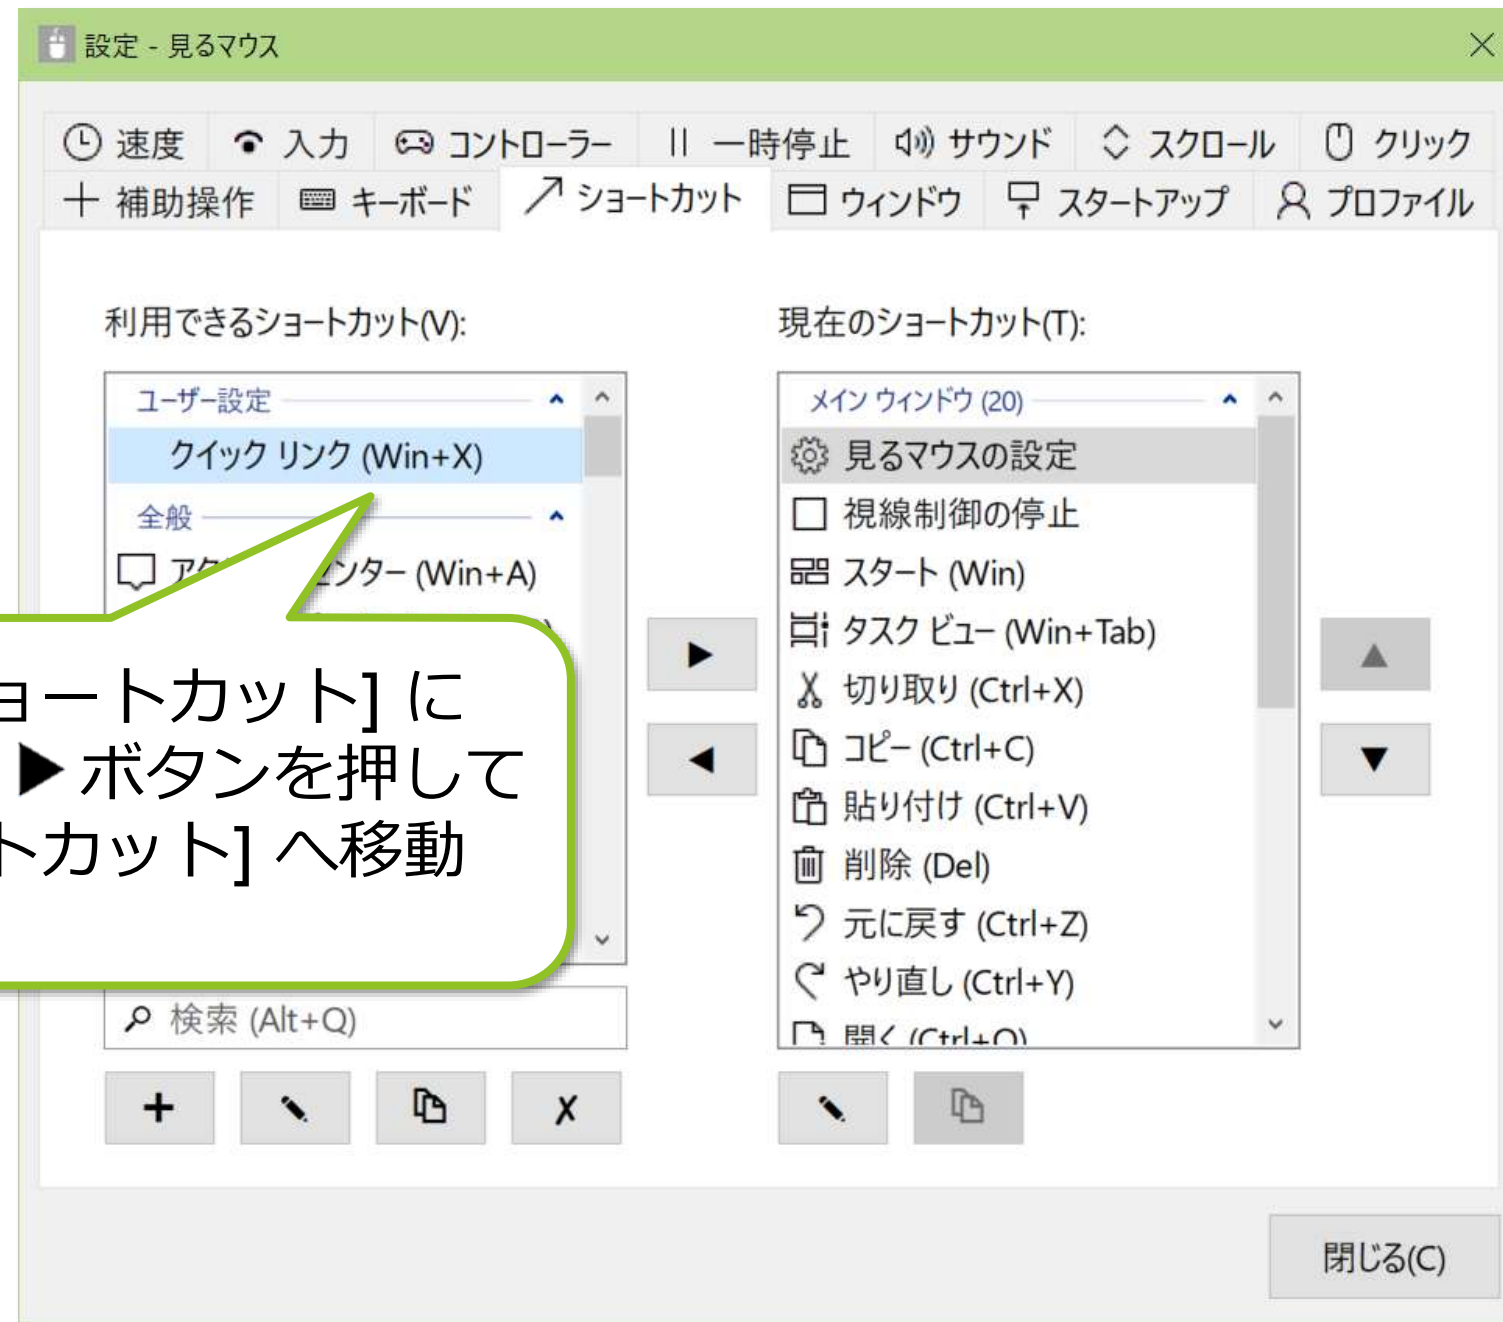 設定 - 見るマウス
速度 入力 コントローラー 一時停止 サウンド スクロール クリック
補助操作 キーボード ショートカット ウィンドウ スタートアップ プロファイル
利用できるショートカット(V):
ユーザー設定
クイック リンク (Win+X)
全般
ンター (Win+A)
ョートカット] に
▶ ボタンを押して
トカット] へ移動
検索 (Alt+Q)
現在のショートカット(T):
メイン ウィンドウ (20)
見るマウスの設定
視線制御の停止
スタート (Win)
タスク ビュー (Win+Tab)
切り取り (Ctrl+X)
コピー (Ctrl+C)
貼り付け (Ctrl+V)
削除 (Del)
元に戻す (Ctrl+Z)
やり直し (Ctrl+Y)
開く (Ctrl+O)
閉じる(C)